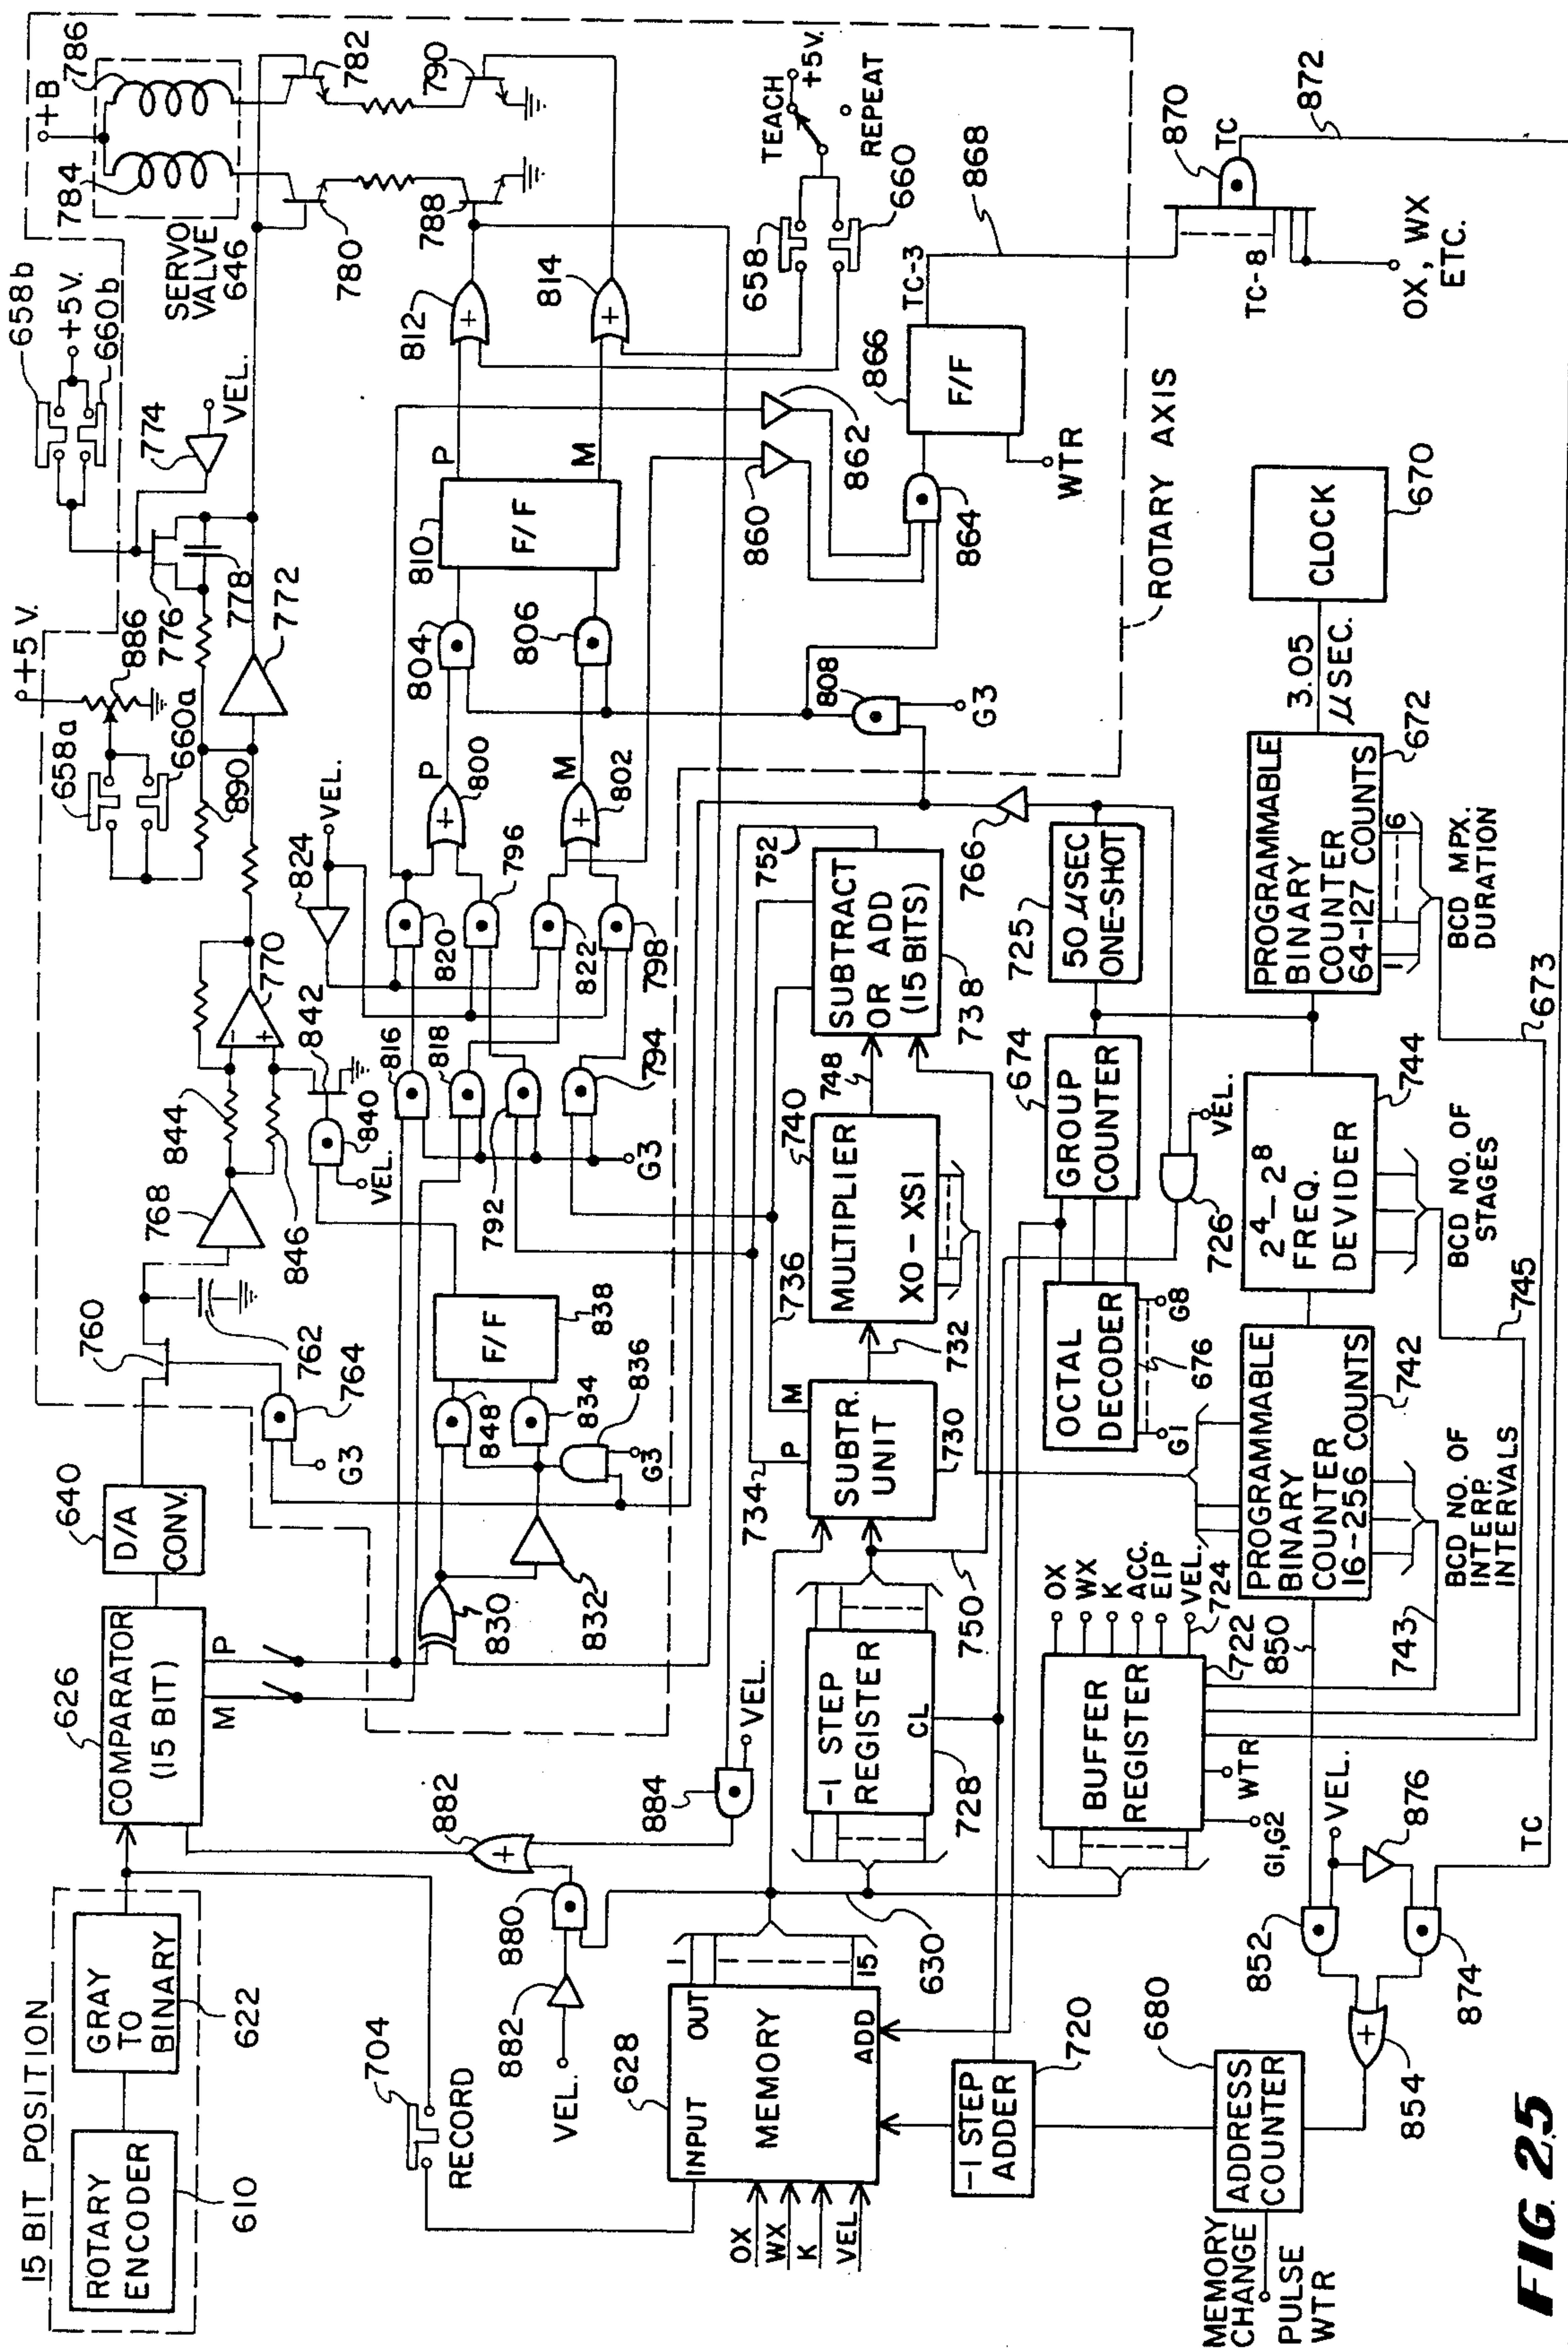 15 BIT POSITION
ROTARY
ENCODER
610
GRAY
TO
BINARY
622
626
COMPARATOR
(15 BIT)
M
P
640
D/A
CONV.
G3
764
762
760
768
844
846
770
842
840
VEL.
658a
660a
890
+5 V.
886
776
778
772
658b
+5V.
660b
774
VEL.
SERVO
VALVE
646
784
+B
786
780
782
788
790
704
RECORD
VEL.
882
880
882
884
VEL.
830
832
848
834
F/F
838
836
G3
792
G3
816
818
794
824
VEL.
820
796
822
798
P
800
M
802
804
806
808
G3
810
F/F
P
M
812
814
TEACH
+5V.
REPEAT
658
660
860
862
864
866
F/F
TC-3
WTR
868
ROTARY AXIS
870
TC
872
TC-8
OX, WX
ETC.
628
INPUT
OUT
MEMORY
ADD
1
15
OX
WX
K
VEL
630
-1 STEP
REGISTER
CL
728
750
734
P
M
SUBTR.
UNIT
730
732
736
740
MULTIPLIER
XO-XSI
748
SUBTRACT
OR ADD
(15 BITS)
738
752
766
-1 STEP
ADDER
720
BUFFER
REGISTER
722
724
OX
WX
K
ACC.
EIP
VEL.
G1,G2
WTR
OCTAL
DECODER
G1
G8
676
674
GROUP
COUNTER
725
50 µSEC
ONE-SHOT
726
VEL.
MEMORY
CHANGE
PULSE
WTR
ADDRESS
COUNTER
680
854
852
874
VEL.
876
TC
850
743
PROGRAMMABLE
BINARY
COUNTER
16-256 COUNTS
742
BCD NO. OF
INTERP.
INTERVALS
745
2⁴-2⁸
FREQ.
DEVIDER
744
BCD NO. OF
STAGES
673
PROGRAMMABLE
BINARY
COUNTER
64-127 COUNTS
672
1
6
BCD MPX.
DURATION
3.05
µSEC.
CLOCK
670
FIG. 25